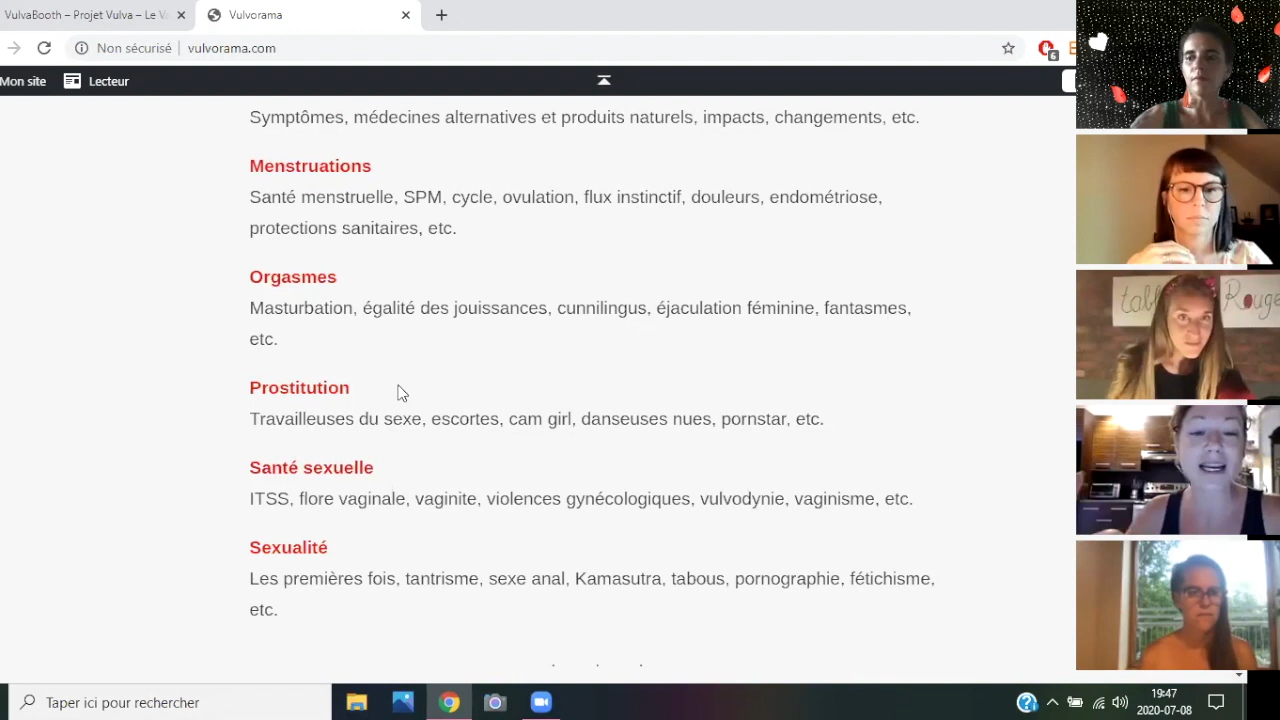 VulvaBooth – Projet Vulva – Le Va
Vulvorama
Non sécurisé
vulvorama.com
6
Mon site
Lecteur
Symptômes, médecines alternatives et produits naturels, impacts, changements, etc.
Menstruations
Santé menstruelle, SPM, cycle, ovulation, flux instinctif, douleurs, endométriose,
protections sanitaires, etc.
Orgasmes
Masturbation, égalité des jouissances, cunnilingus, éjaculation féminine, fantasmes,
etc.
Prostitution
Travailleuses du sexe, escortes, cam girl, danseuses nues, pornstar, etc.
Santé sexuelle
ITSS, flore vaginale, vaginite, violences gynécologiques, vulvodynie, vaginisme, etc.
Sexualité
Les premières fois, tantrisme, sexe anal, Kamasutra, tabous, pornographie, fétichisme,
etc.
Rouge
Taper ici pour rechercher
19:47
2020-07-08